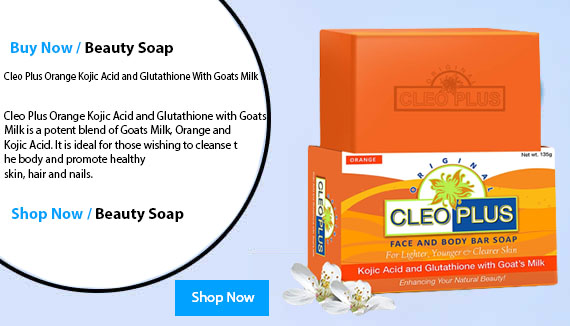 Buy Now / Beauty Soap
Cleo Plus Orange Kojic Acid and Glutathione With Goats Milk
Cleo Plus Orange Kojic Acid and Glutathione with Goats
Milk is a potent blend of Goats Milk, Orange and
Kojic Acid. It is ideal for those wishing to cleanse t
he body and promote healthy
skin, hair and nails.
Shop Now / Beauty Soap
Shop Now
ORIGINAL
CLEO PLUS
ORANGE
Net wt. 135g
ORIGINAL
CLEO PLUS
FACE AND BODY BAR SOAP
For Lighter, Younger & Clearer Skin
Kojic Acid and Glutathione with Goat's Milk
Enhancing Your Natural Beauty!